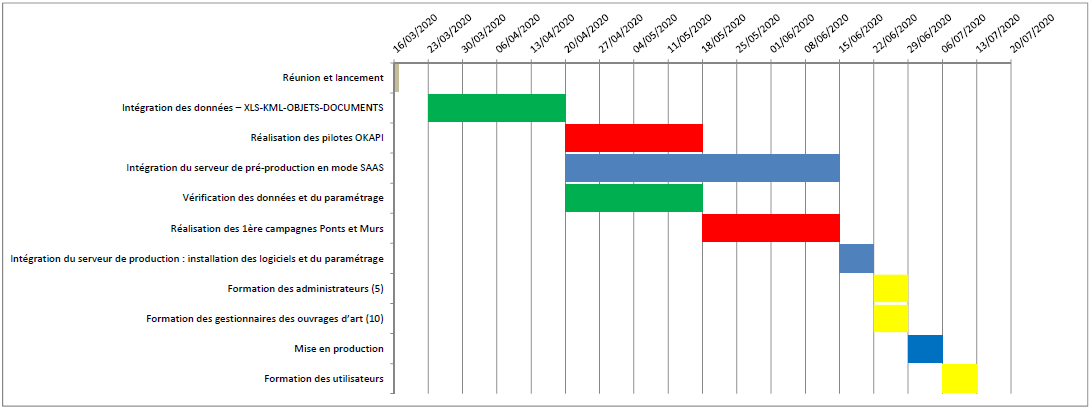 16/03/2020
23/03/2020
30/03/2020
06/04/2020
13/04/2020
20/04/2020
27/04/2020
04/05/2020
11/05/2020
18/05/2020
25/05/2020
01/06/2020
08/06/2020
15/06/2020
22/06/2020
29/06/2020
06/07/2020
13/07/2020
20/07/2020
Réunion et lancement
Intégration des données – XLS-KML-OBJETS-DOCUMENTS
Réalisation des pilotes OKAPI
Intégration du serveur de pré-production en mode SAAS
Vérification des données et du paramétrage
Réalisation des 1ère campagnes Ponts et Murs
Intégration du serveur de production : installation des logiciels et du paramétrage
Formation des administrateurs (5)
Formation des gestionnaires des ouvrages d'art (10)
Mise en production
Formation des utilisateurs